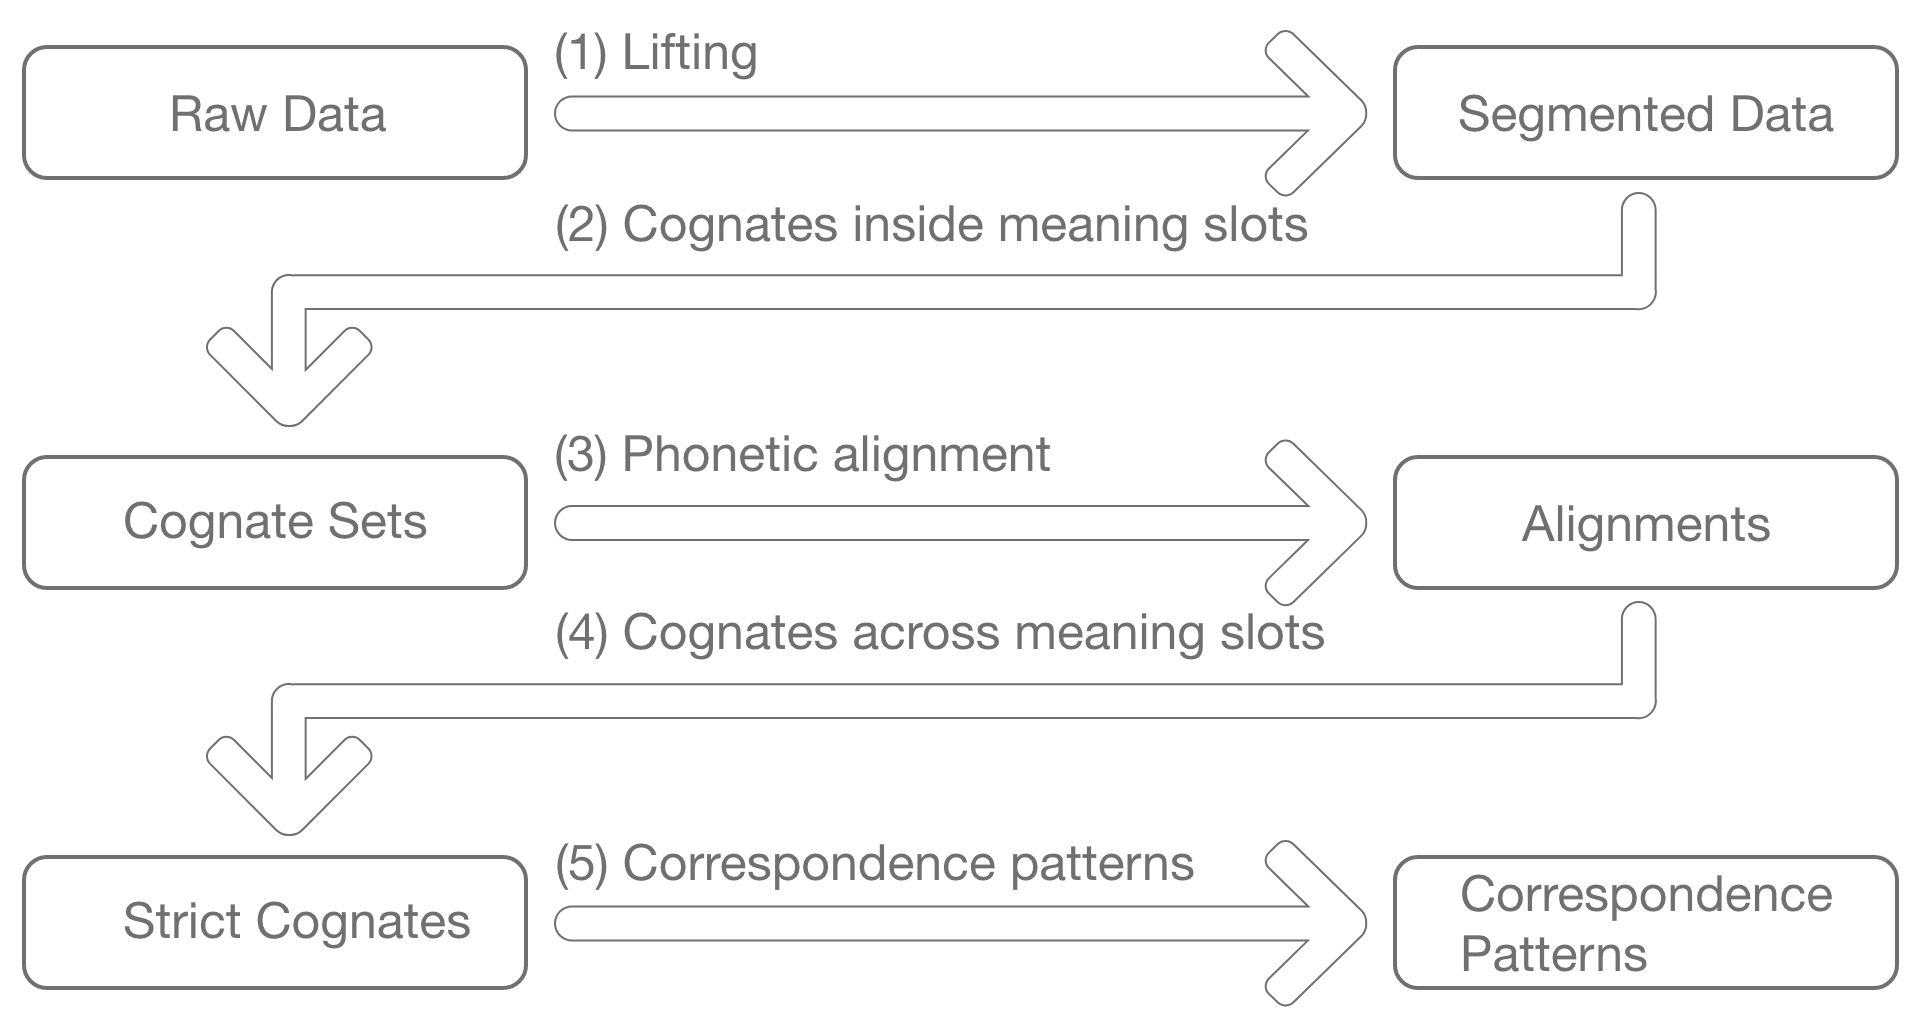 Raw Data
(1) Lifting
Segmented Data
(2) Cognates inside meaning slots
Cognate Sets
(3) Phonetic alignment
Alignments
(4) Cognates across meaning slots
Strict Cognates
(5) Correspondence patterns
Correspondence
Patterns